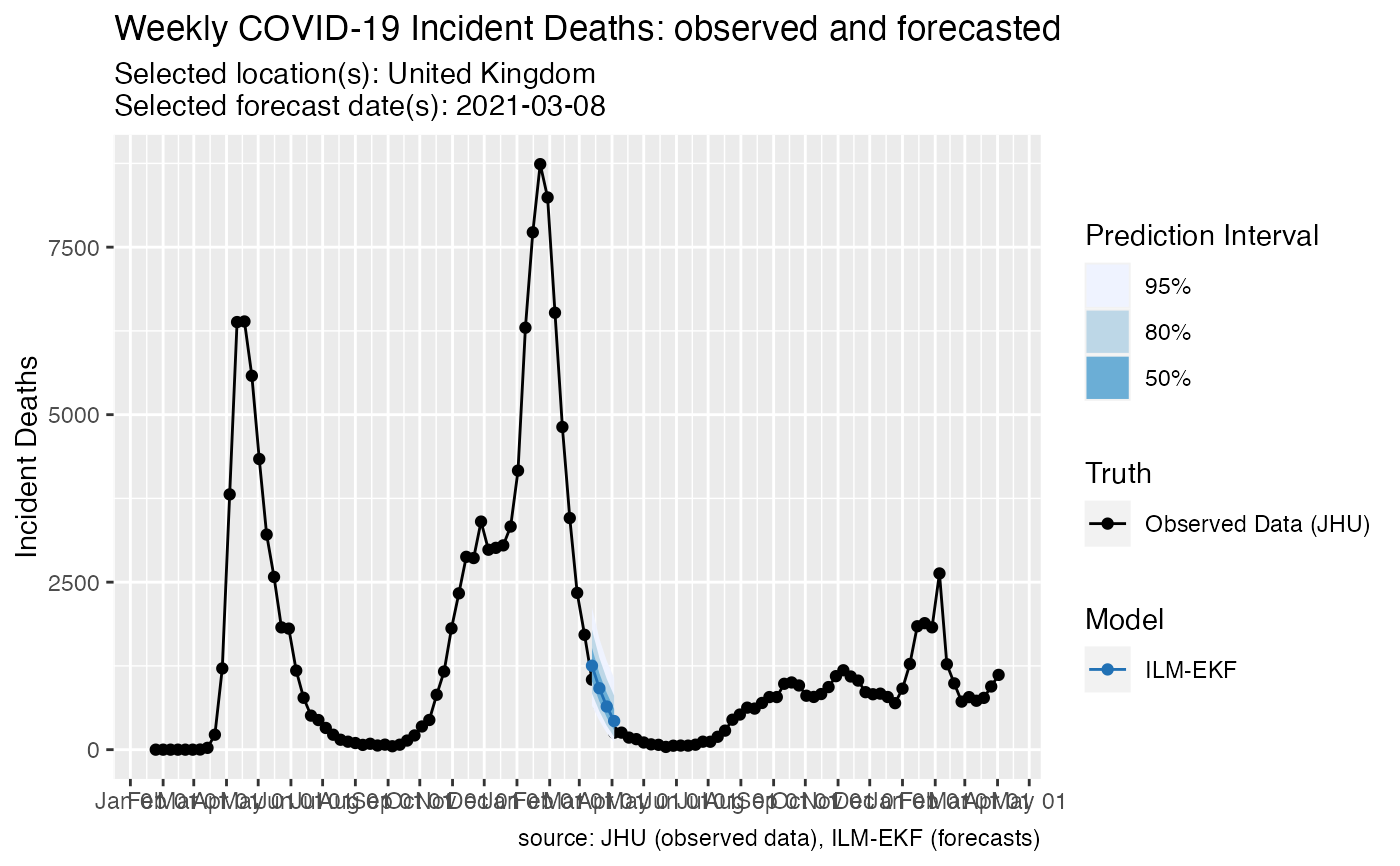 Weekly COVID-19 Incident Deaths: observed and forecasted
Selected location(s): United Kingdom
Selected forecast date(s): 2021-03-08
Incident Deaths
7500
5000
2500
0
Prediction Interval
95%
80%
50%
Truth
Observed Data (JHU)
Model
ILM-EKF
May 01
source: JHU (observed data), ILM-EKF (forecasts)